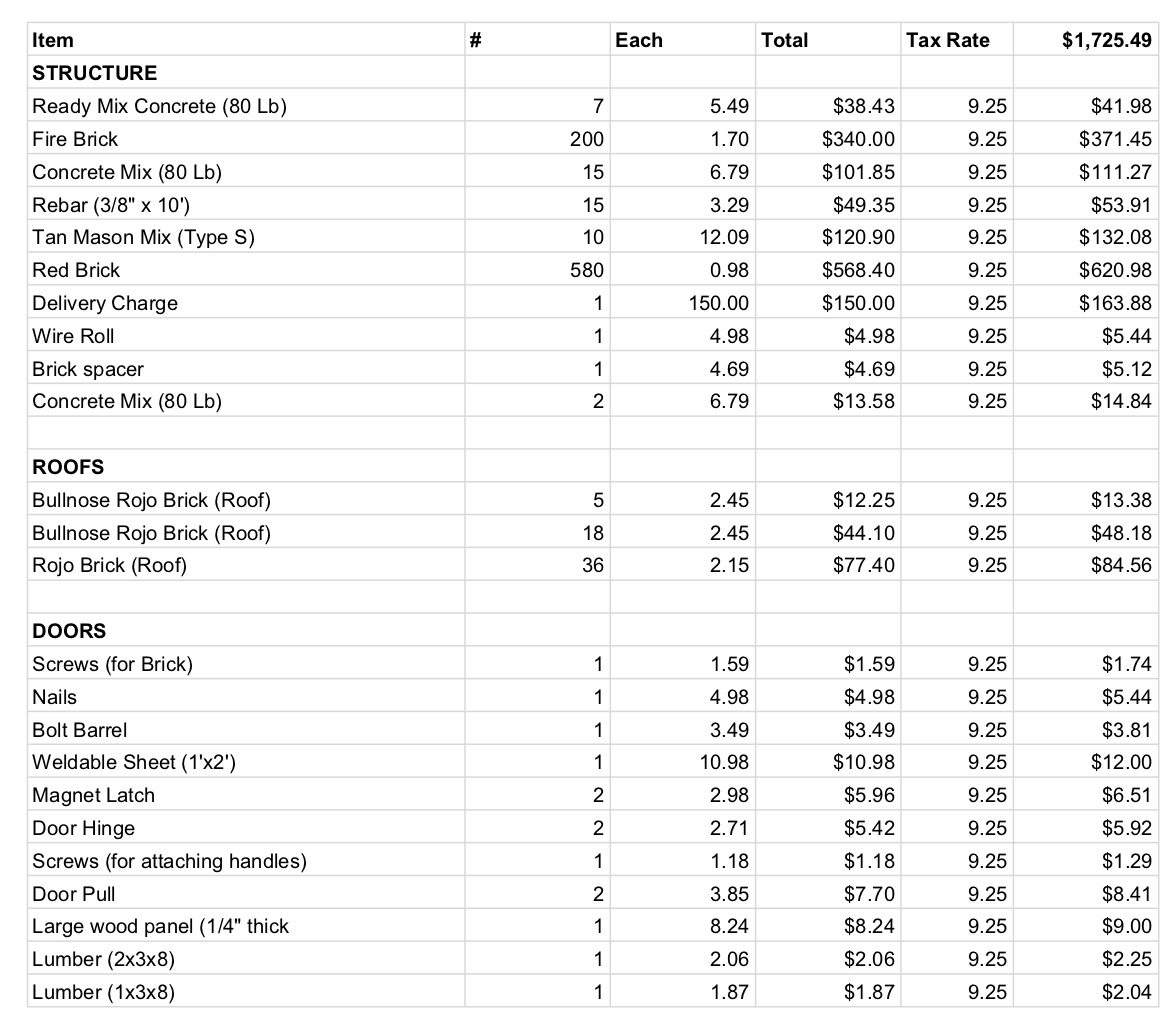 Item # Each Total Tax Rate $1,725.49
STRUCTURE
Ready Mix Concrete (80 Lb) 7 5.49 $38.43 9.25 $41.98
Fire Brick 200 1.70 $340.00 9.25 $371.45
Concrete Mix (80 Lb) 15 6.79 $101.85 9.25 $111.27
Rebar (3/8" x 10') 15 3.29 $49.35 9.25 $53.91
Tan Mason Mix (Type S) 10 12.09 $120.90 9.25 $132.08
Red Brick 580 0.98 $568.40 9.25 $620.98
Delivery Charge 1 150.00 $150.00 9.25 $163.88
Wire Roll 1 4.98 $4.98 9.25 $5.44
Brick spacer 1 4.69 $4.69 9.25 $5.12
Concrete Mix (80 Lb) 2 6.79 $13.58 9.25 $14.84
ROOFS
Bullnose Rojo Brick (Roof) 5 2.45 $12.25 9.25 $13.38
Bullnose Rojo Brick (Roof) 18 2.45 $44.10 9.25 $48.18
Rojo Brick (Roof) 36 2.15 $77.40 9.25 $84.56
DOORS
Screws (for Brick) 1 1.59 $1.59 9.25 $1.74
Nails 1 4.98 $4.98 9.25 $5.44
Bolt Barrel 1 3.49 $3.49 9.25 $3.81
Weldable Sheet (1'x2') 1 10.98 $10.98 9.25 $12.00
Magnet Latch 2 2.98 $5.96 9.25 $6.51
Door Hinge 2 2.71 $5.42 9.25 $5.92
Screws (for attaching handles) 1 1.18 $1.18 9.25 $1.29
Door Pull 2 3.85 $7.70 9.25 $8.41
Large wood panel (1/4" thick 1 8.24 $8.24 9.25 $9.00
Lumber (2x3x8) 1 2.06 $2.06 9.25 $2.25
Lumber (1x3x8) 1 1.87 $1.87 9.25 $2.04